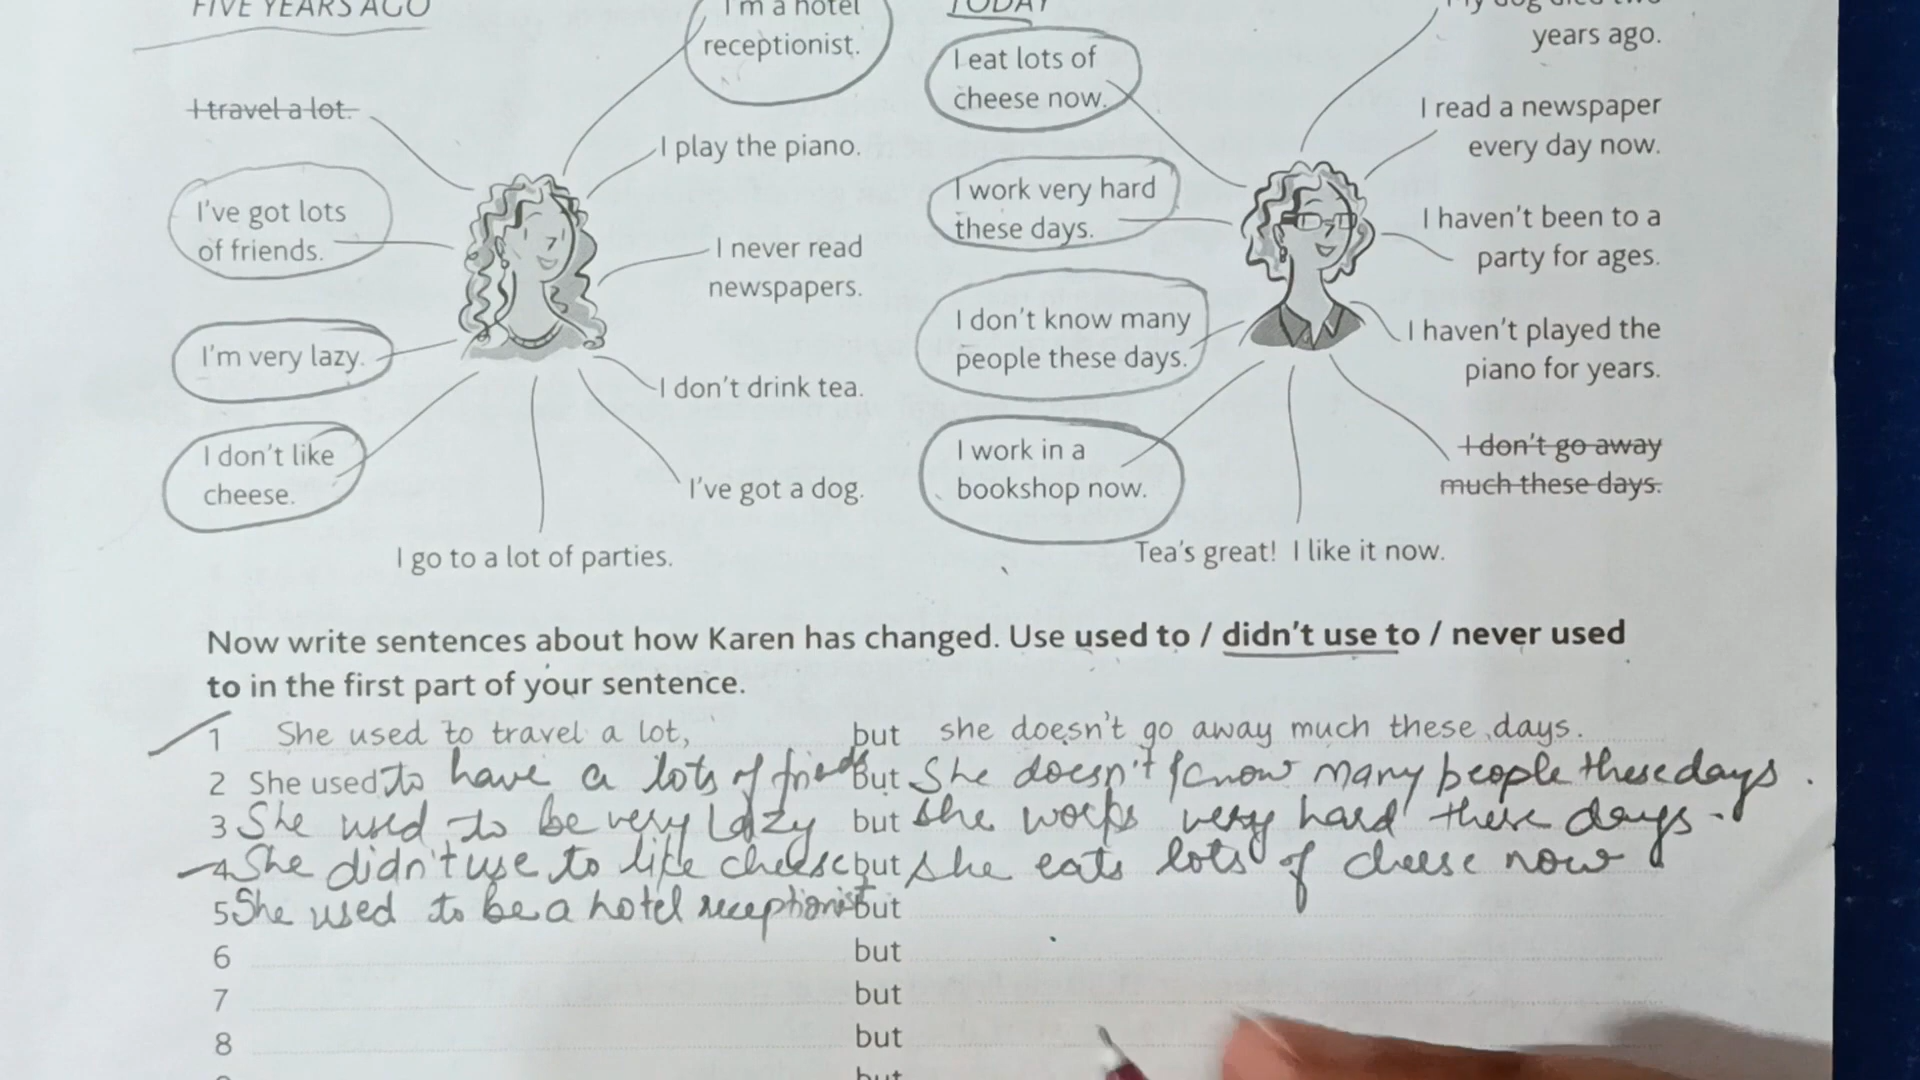 FIVE YEARS AGO
I travel a lot.
I've got lots
of friends.
I'm very lazy.
I don't like
cheese.
I'm a hotel
receptionist.
I play the piano.
I never read
newspapers.
I don't drink tea.
I've got a dog.
I go to a lot of parties.
TODAY
I eat lots of
cheese now.
I work very hard
these days.
I don't know many
people these days.
I work in a
bookshop now.
My dog died two
years ago.
I read a newspaper
every day now.
I haven't been to a
party for ages.
I haven't played the
piano for years.
I don't go away
much these days.
Tea's great! I like it now.
Now write sentences about how Karen has changed. Use used to / didn't use to / never used
to in the first part of your sentence.
1 She used to travel a lot, but she doesn't go away much these days.
2 She used to have a lots of friends but She doesn't know many people these days.
3 She used to be very lazy but she works very hard these days.
4 She didn't use to like cheese but she eats lots of cheese now
5 She used to be a hotel receptionist but
6 but
7 but
8 but
but